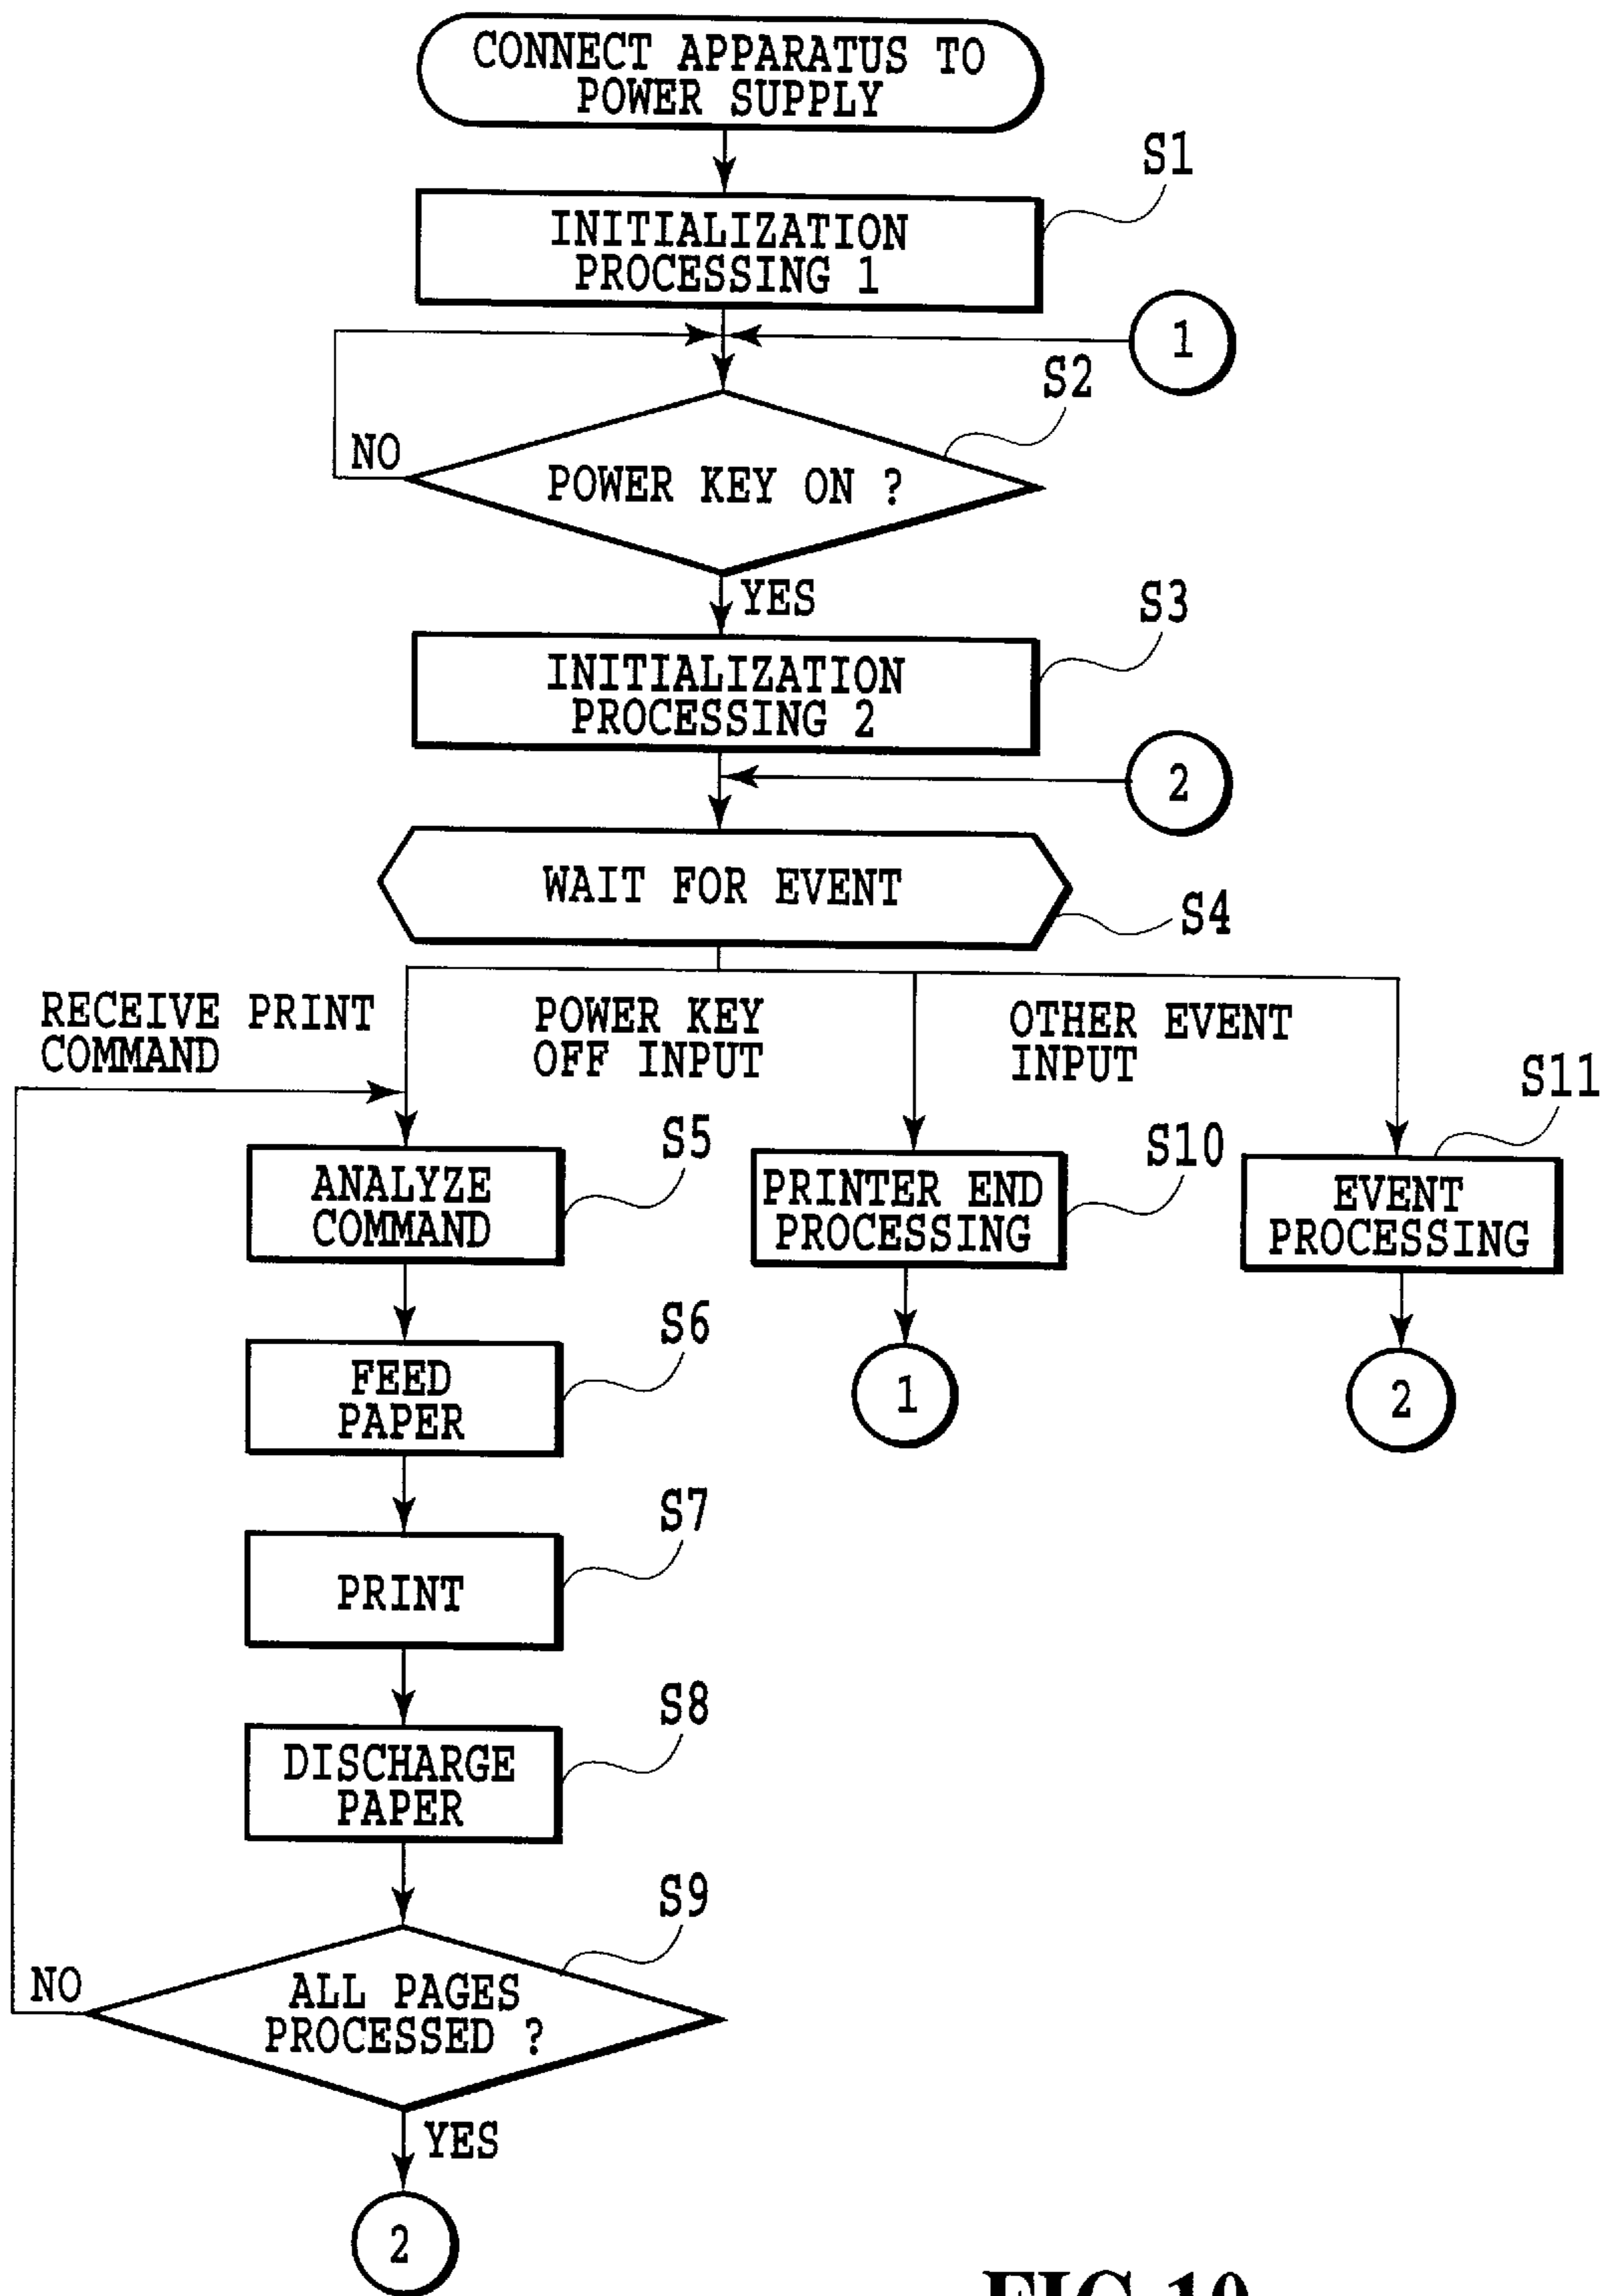 CONNECT APPARATUS TO
POWER SUPPLY
S1
INITIALIZATION
PROCESSING 1
1
S2
NO
POWER KEY ON ?
YES
S3
INITIALIZATION
PROCESSING 2
2
WAIT FOR EVENT
S4
RECEIVE PRINT
COMMAND
POWER KEY
OFF INPUT
OTHER EVENT
INPUT
S5
ANALYZE
COMMAND
S10
PRINTER END
PROCESSING
S11
EVENT
PROCESSING
S6
FEED
PAPER
1
2
S7
PRINT
S8
DISCHARGE
PAPER
S9
NO
ALL PAGES
PROCESSED ?
YES
2